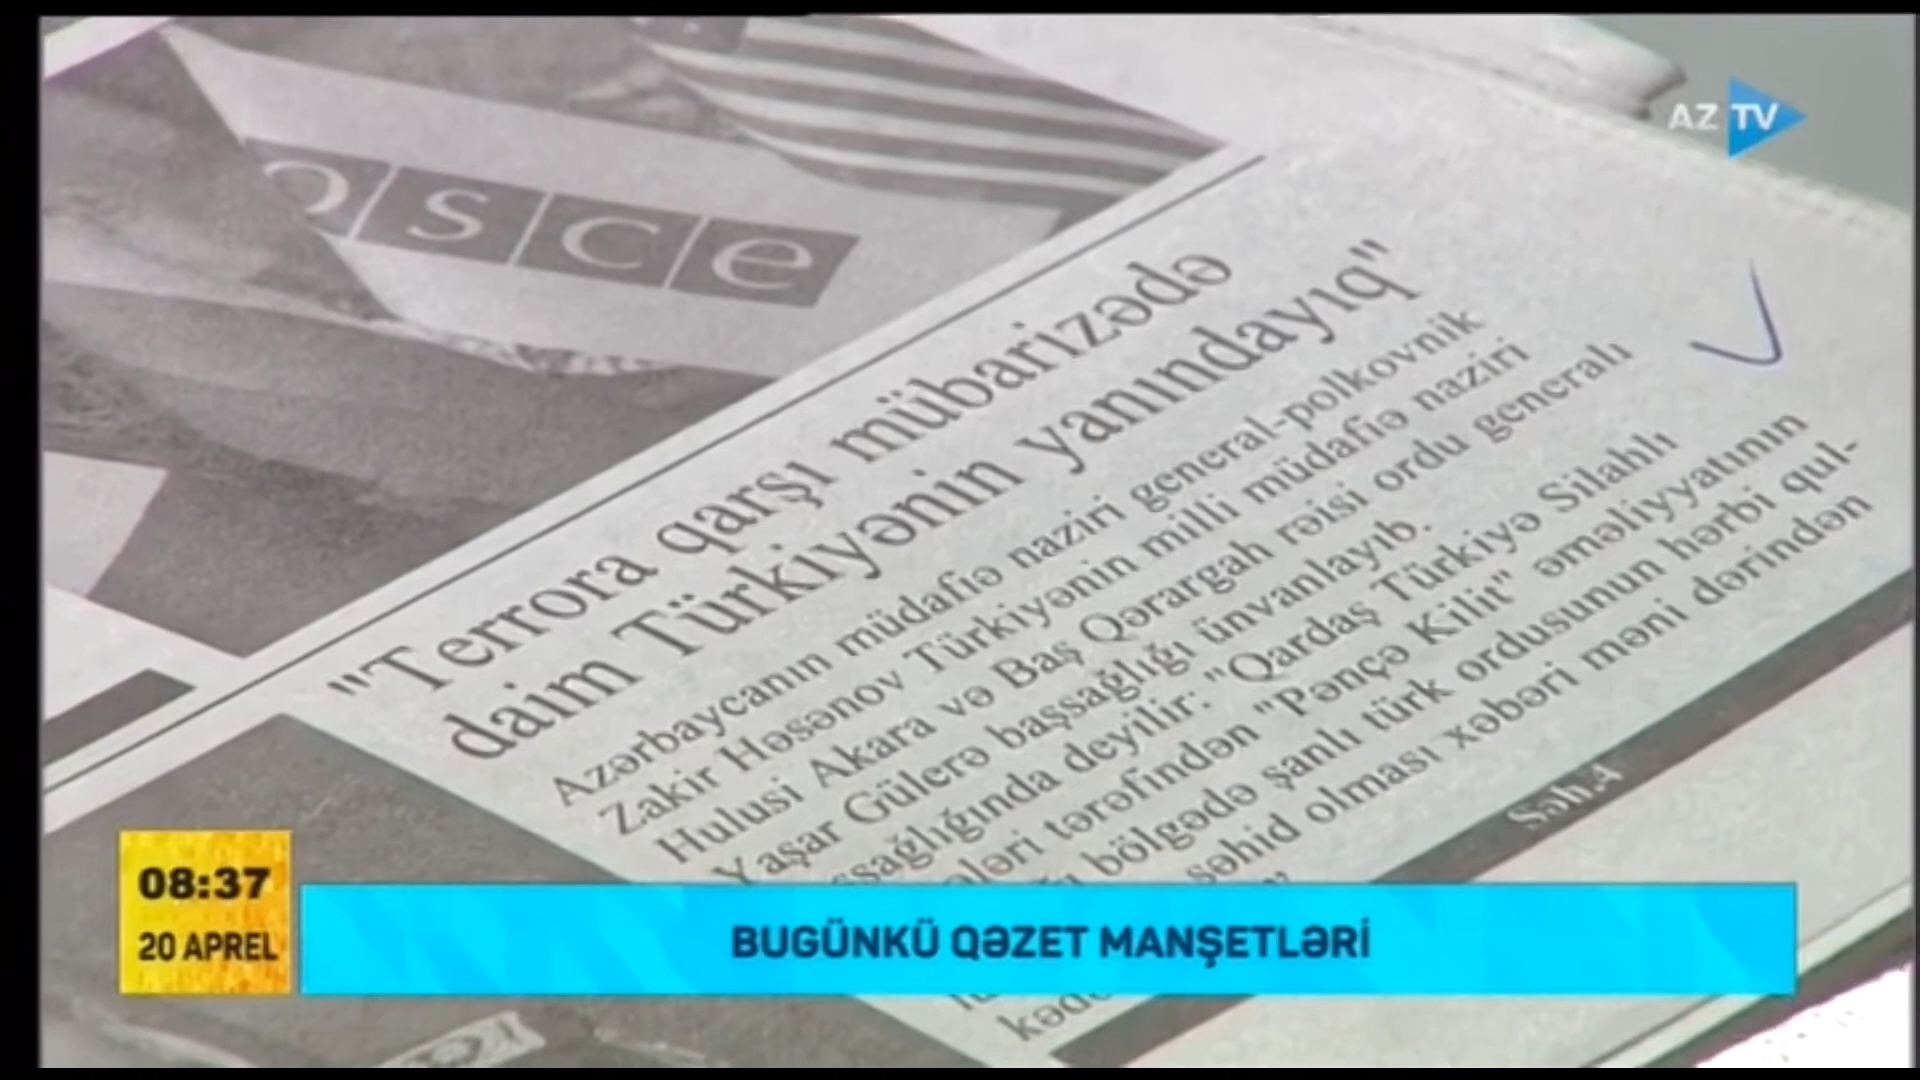 AZ TV
osce
"Terrora qarşı mübarizədə
daim Türkiyənin yanındayıq"
Azərbaycanın müdafiə naziri general-polkovnik
Zakir Həsənov Türkiyənin milli müdafiə naziri
Hulusi Akara və Baş Qərargah rəisi ordu generalı
Yaşar Gülerə başsağlığı ünvanlayıb.
deyilir: "Qardaş Türkiyə Silahlı
tərəfindən "Pənçə Kilit" əməliyyatının
bölgədə şanlı türk ordusunun hərbi qul-
şəhid olması xəbəri məni dərindən
Səh.4
08:37
20 APREL
BUGÜNKÜ QƏZET MANŞETLƏRİ